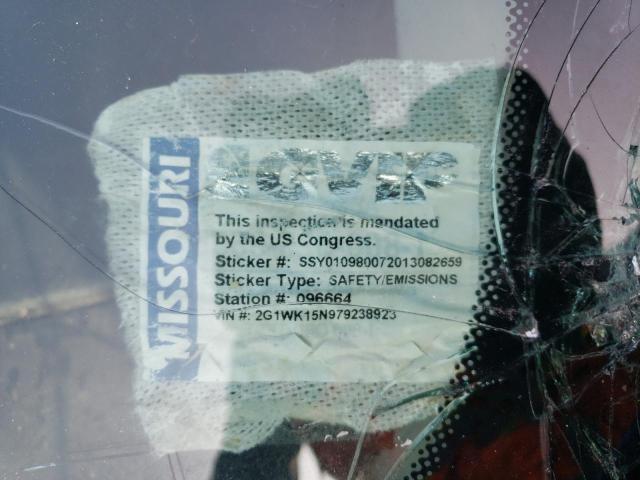 MISSOURI
GVIP
This inspection is mandated
by the US Congress.
Sticker #: SSY010980072013082659
Sticker Type: SAFETY/EMISSIONS
Station #: 096664
VIN #: 2G1WK15N979238923